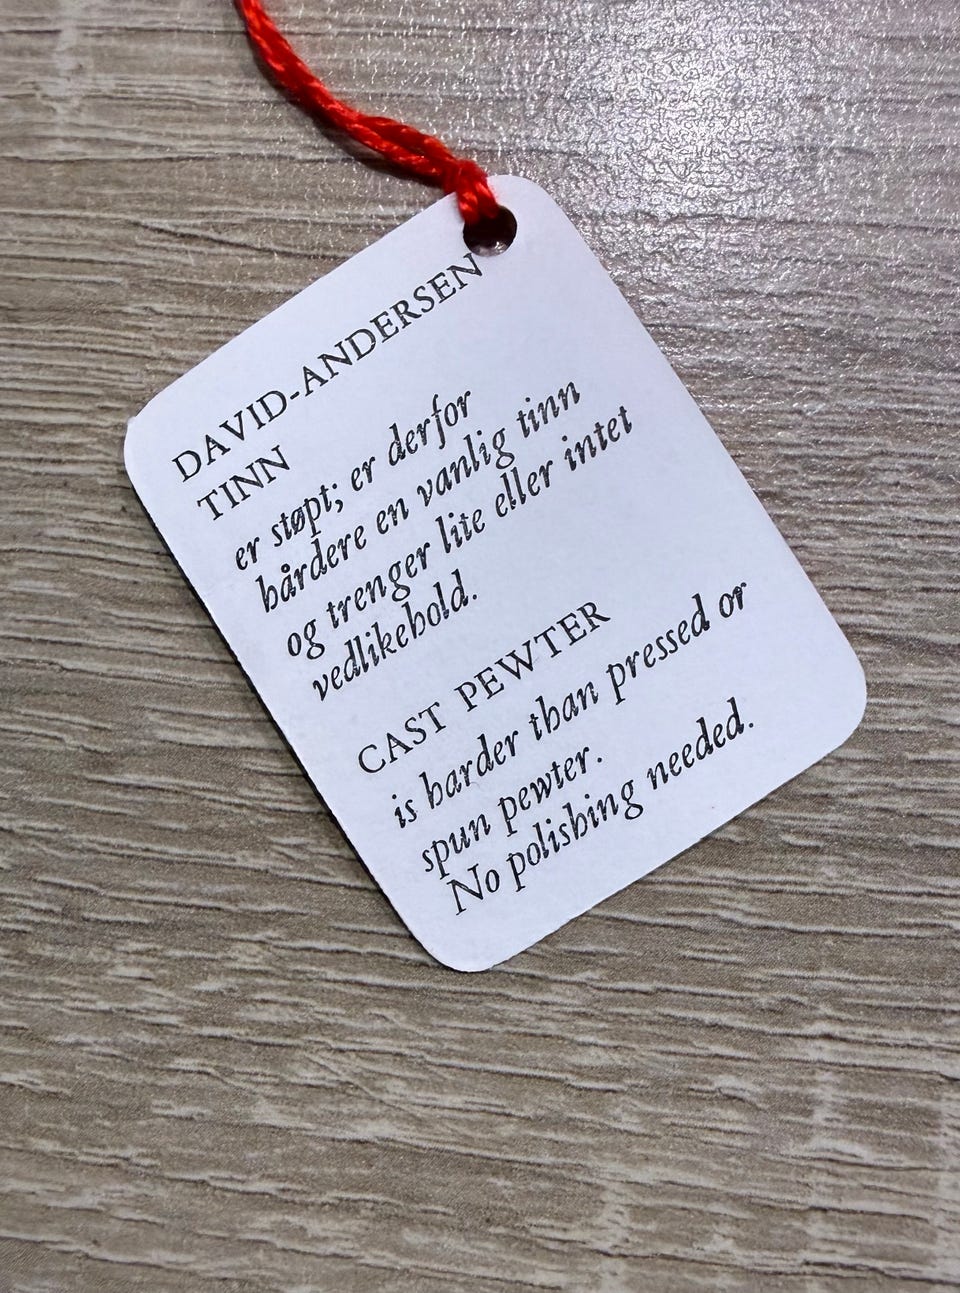 DAVID-ANDERSEN
TINN
er støpt; er derfor
hårdere en vanlig tinn
og trenger lite eller intet
vedlikehold.
CAST PEWTER
is harder than pressed or
spun pewter.
No polishing needed.